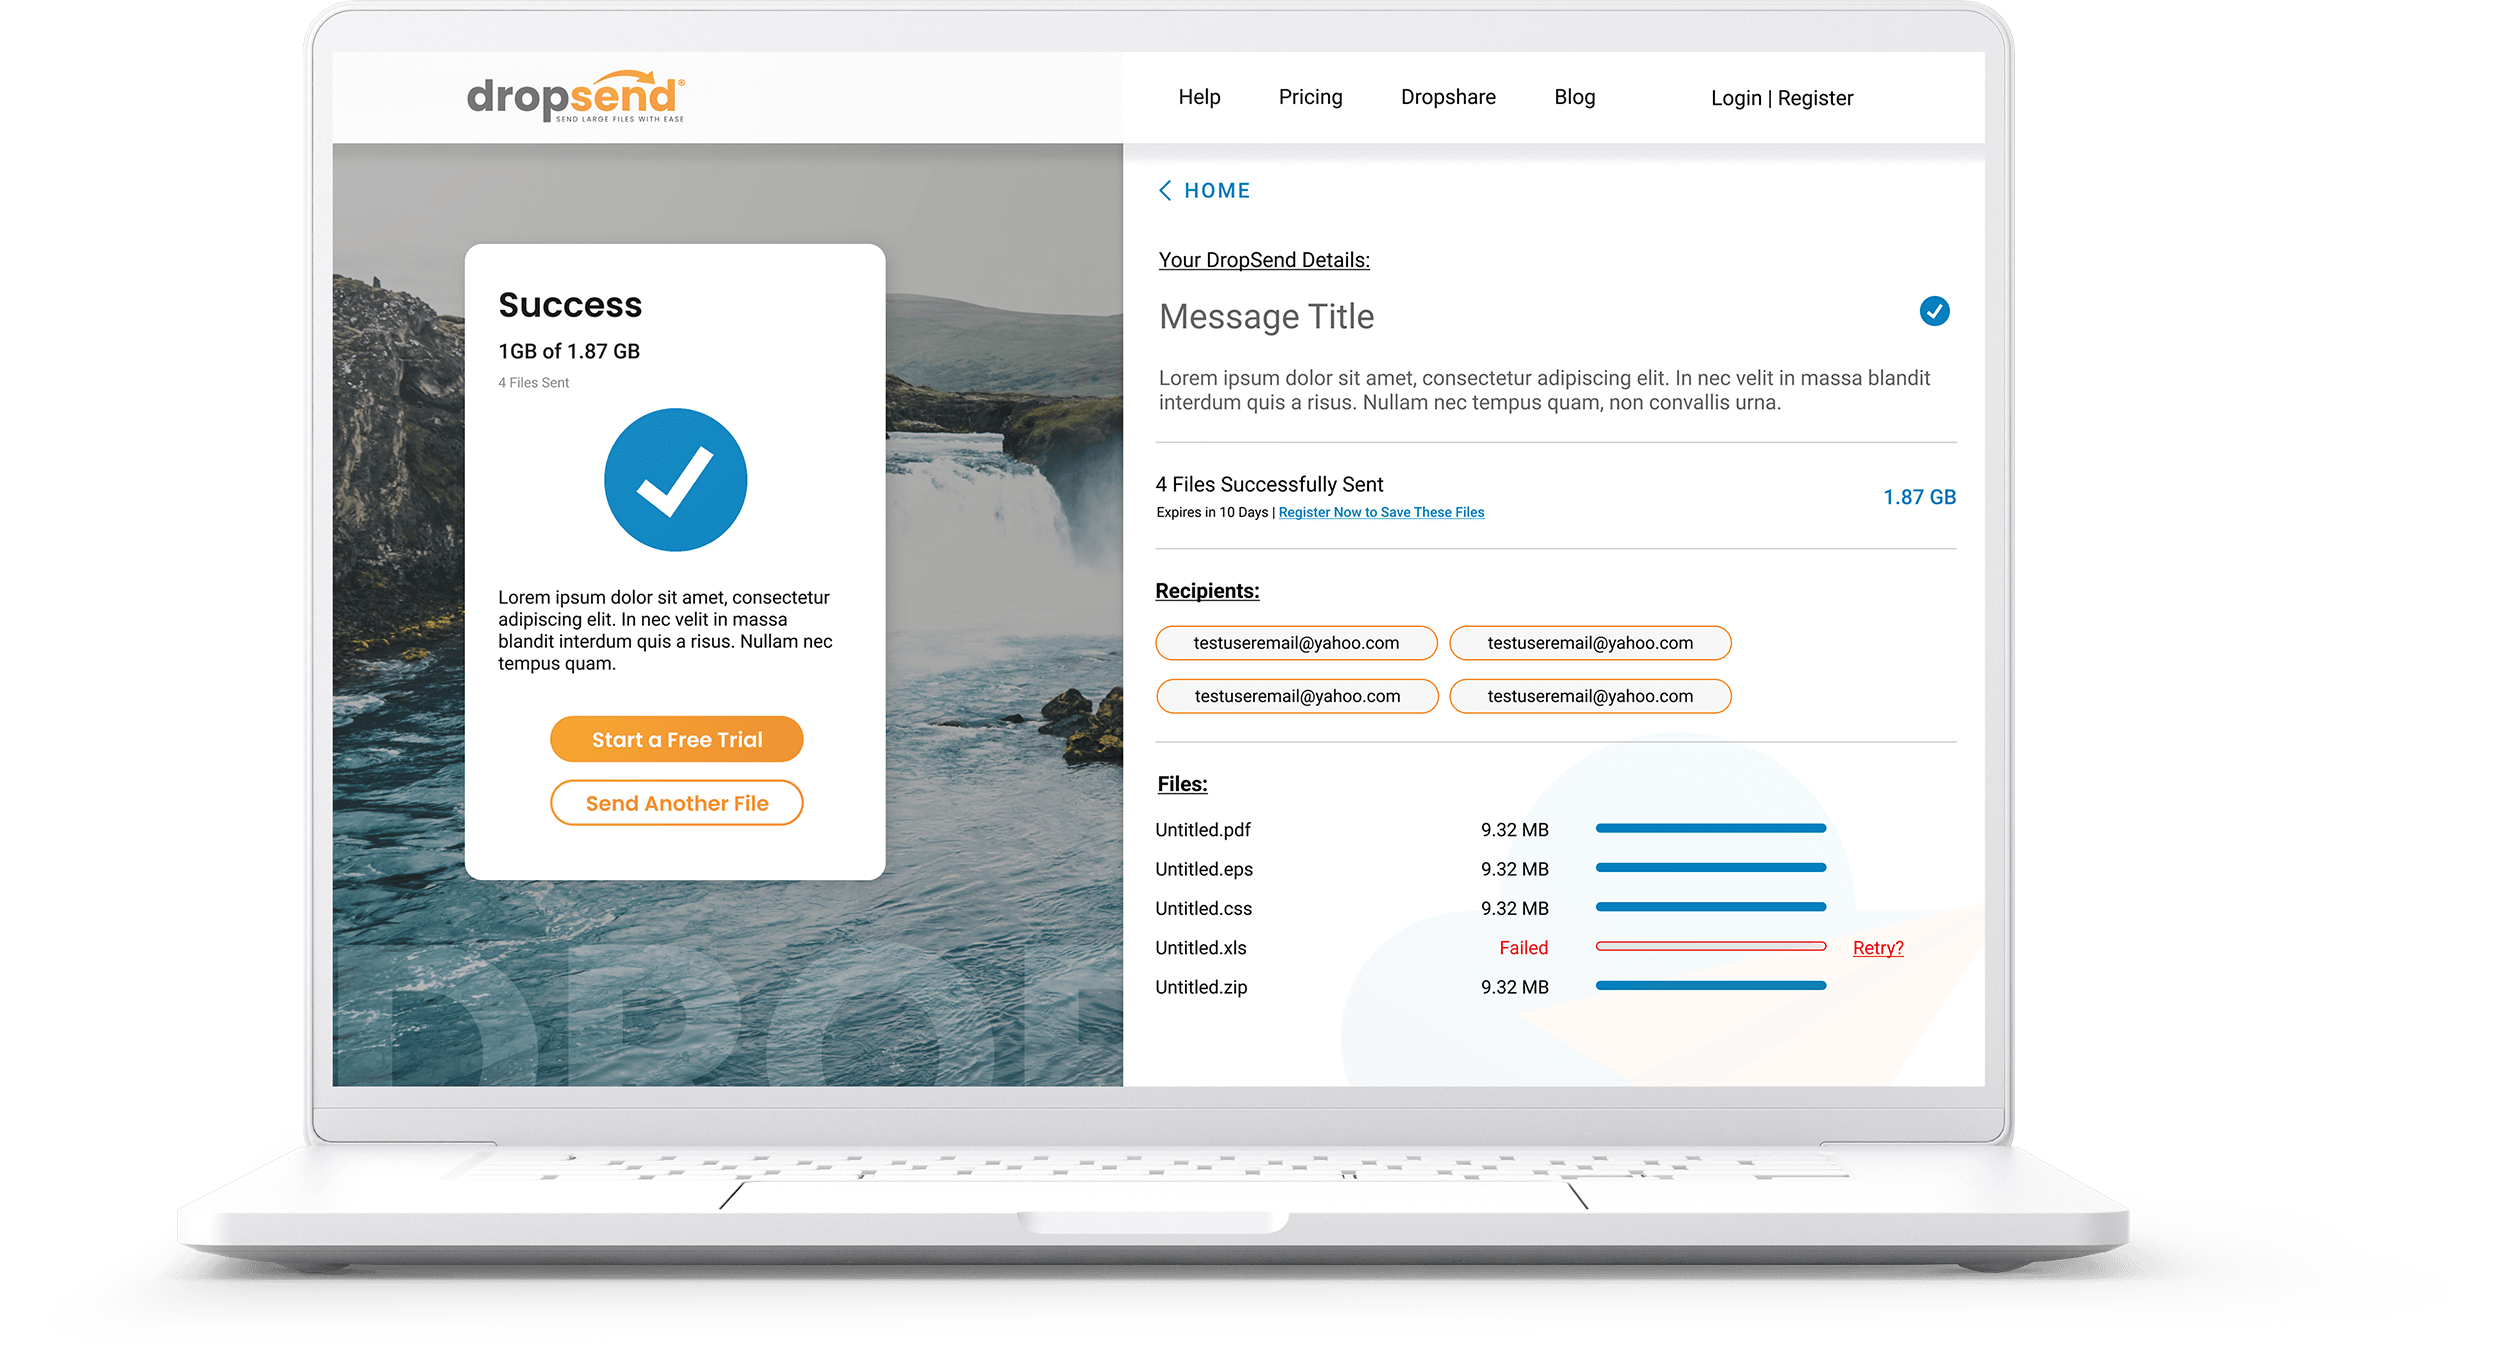 dropsend®
SEND LARGE FILES WITH EASE
Help
Pricing
Dropshare
Blog
Login | Register
Success
1GB of 1.87 GB
4 Files Sent
Lorem ipsum dolor sit amet, consectetur
adipiscing elit. In nec velit in massa
blandit interdum quis a risus. Nullam nec
tempus quam.
Start a Free Trial
Send Another File
DROP
HOME
Your DropSend Details:
Message Title
Lorem ipsum dolor sit amet, consectetur adipiscing elit. In nec velit in massa blandit
interdum quis a risus. Nullam nec tempus quam, non convallis urna.
4 Files Successfully Sent
1.87 GB
Expires in 10 Days | Register Now to Save These Files
Recipients:
testuseremail@yahoo.com testuseremail@yahoo.com
testuseremail@yahoo.com testuseremail@yahoo.com
Files:
Untitled.pdf 9.32 MB
Untitled.eps 9.32 MB
Untitled.css 9.32 MB
Untitled.xls Failed Retry?
Untitled.zip 9.32 MB